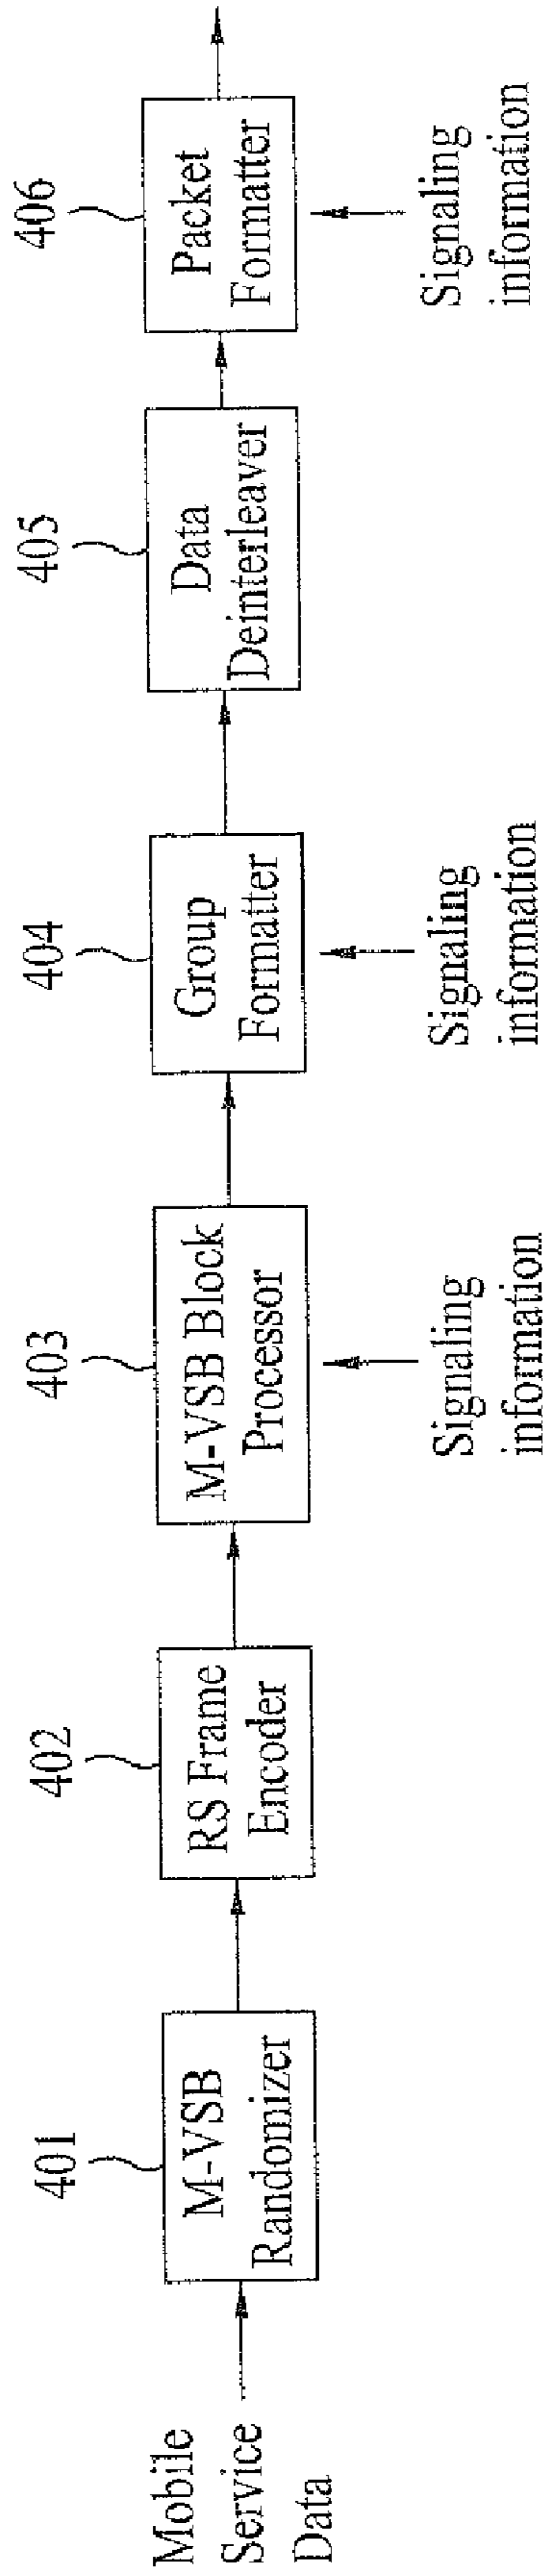 Mobile
Service
Data
401
M-VSB
Randomizer
402
RS Frame
Encoder
403
M-VSB Block
Processor
Signaling
information
404
Group
Formatter
Signaling
information
405
Data
Deinterleaver
406
Packet
Formatter
Signaling
information